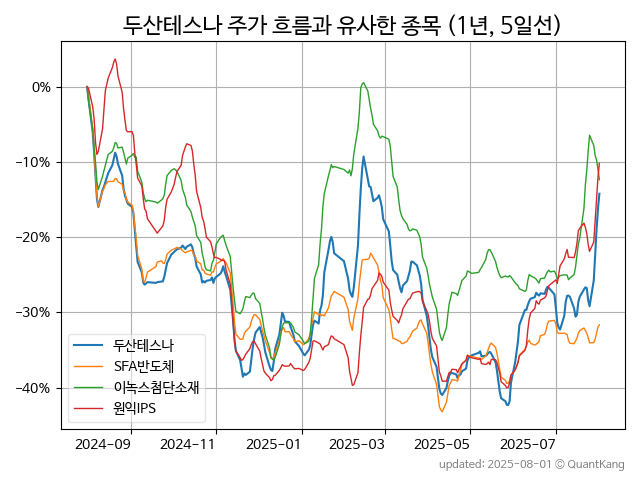 두산테스나 주가 흐름과 유사한 종목 (1년, 5일선)
0%
−10%
−20%
−30%
−40%
두산테스나
SFA반도체
이녹스첨단소재
원익IPS
2024-09 2024-11 2025-01 2025-03 2025-05 2025-07
updated: 2025-08-01 © QuantKang